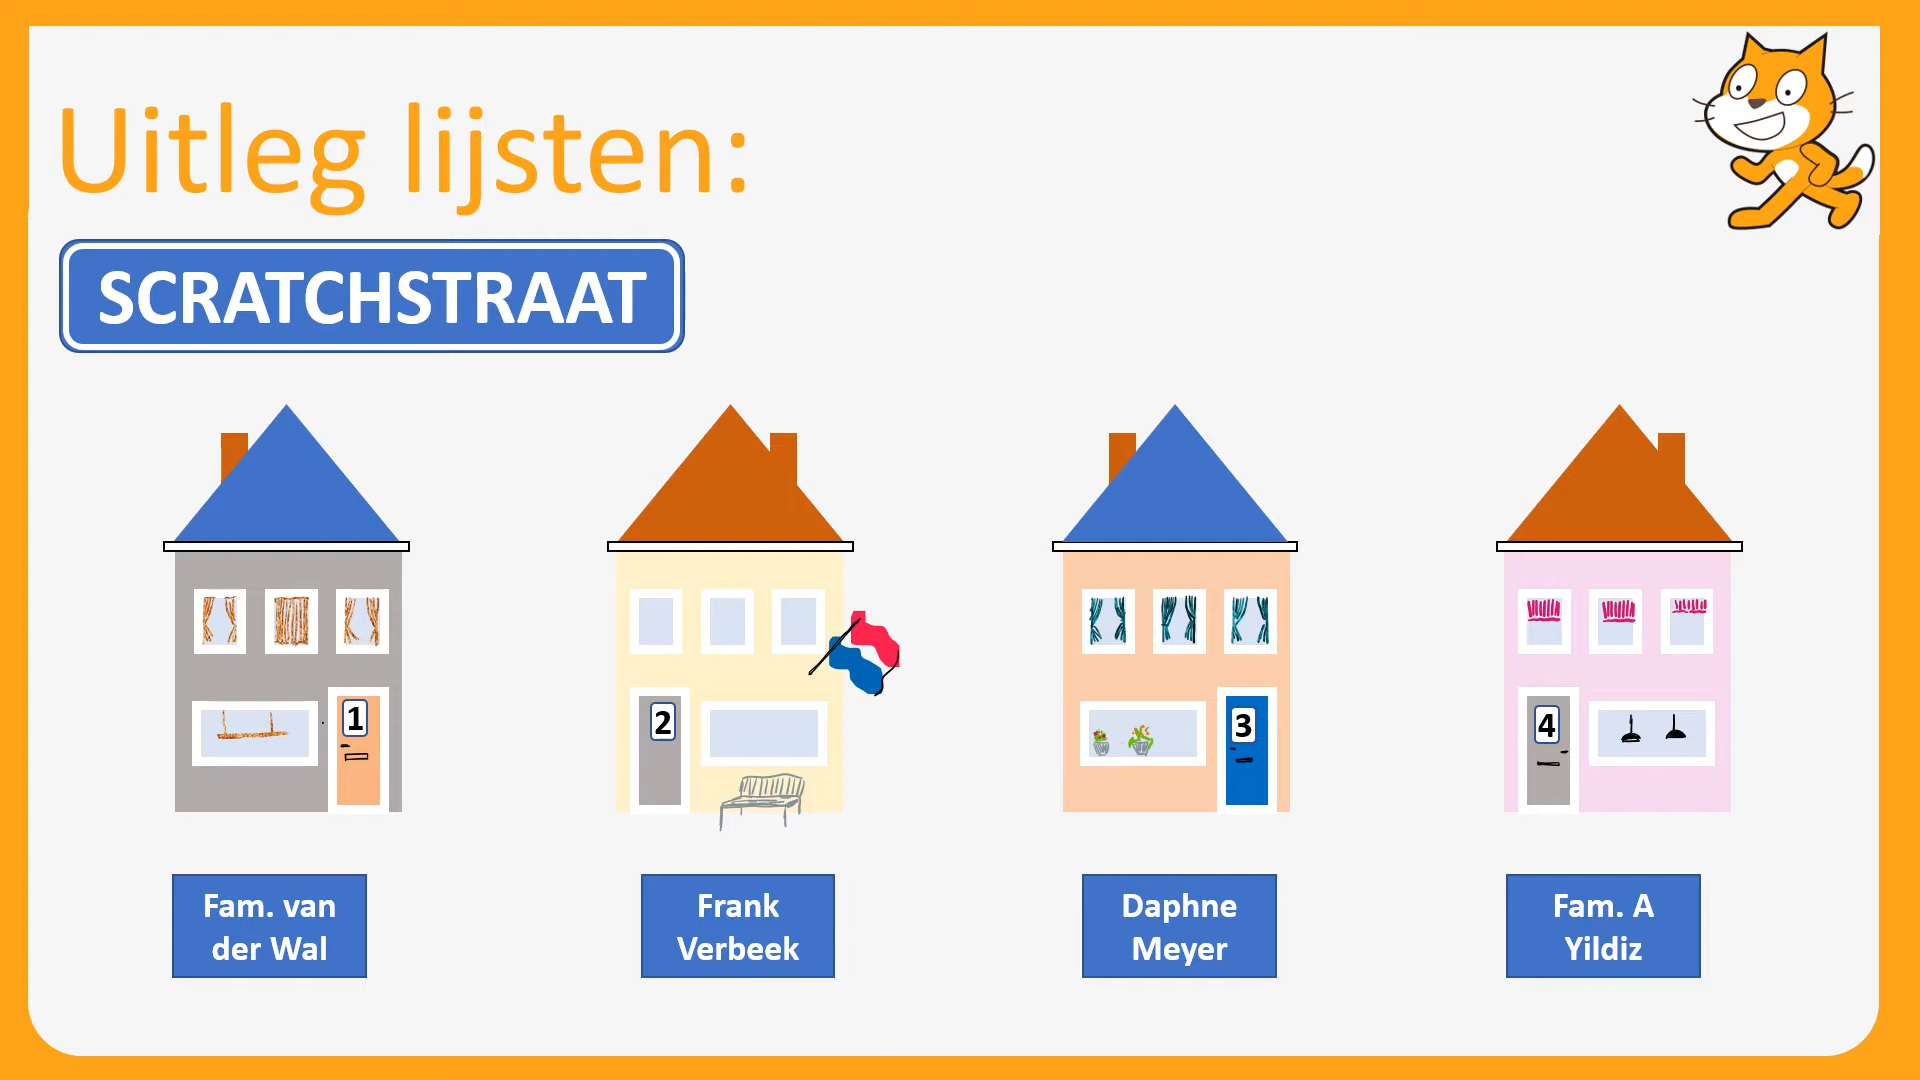 Uitleg lijsten:
SCRATCHSTRAAT
1
2
3
4
Fam. van
der Wal
Frank
Verbeek
Daphne
Meyer
Fam. A
Yildiz